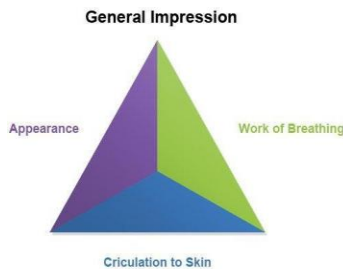 General Impression
Appearance
Work of Breathing
Criculation to Skin